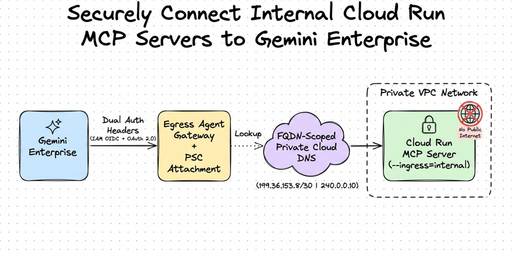 Securely Connect Internal Cloud Run
MCP Servers to Gemini Enterprise
Gemini
Enterprise
Dual Auth
Headers
(IAM OIDC + OAuth 2.0)
Egress Agent
Gateway
+
PSC
Attachment
Lookup
FQDN-Scoped
Private Cloud
DNS
(199.36.153.8/30 | 240.0.0.10)
Private VPC Network
No Public
Internet
Cloud Run
MCP Server
(--ingress=internal)